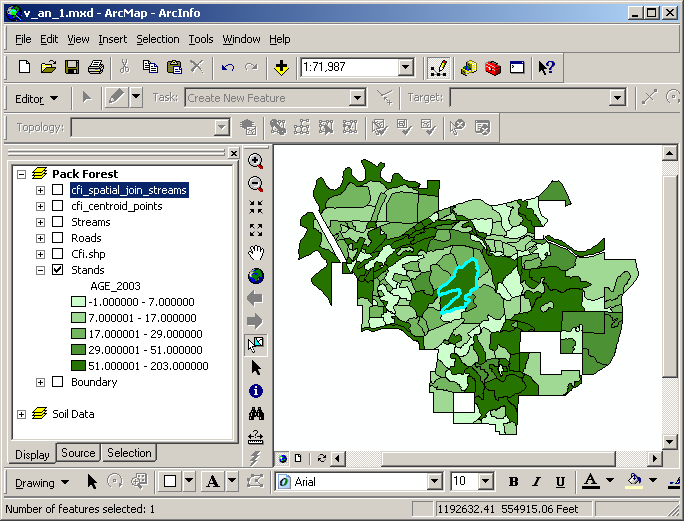 v_an_1.mxd - ArcMap - ArcInfo
File Edit View Insert Selection Tools Window Help
1:71,987
Editor Task: Create New Feature Target:
Topology:
Pack Forest
cfi_spatial_join_streams
cfi_centroid_points
Streams
Roads
Cfi.shp
Stands
AGE_2003
-1.000000 - 7.000000
7.000001 - 17.000000
17.000001 - 29.000000
29.000001 - 51.000000
51.000001 - 203.000000
Boundary
Soil Data
Display Source Selection
Drawing A Arial 10 B I U A
Number of features selected: 1 1192632.41 554915.06 Feet